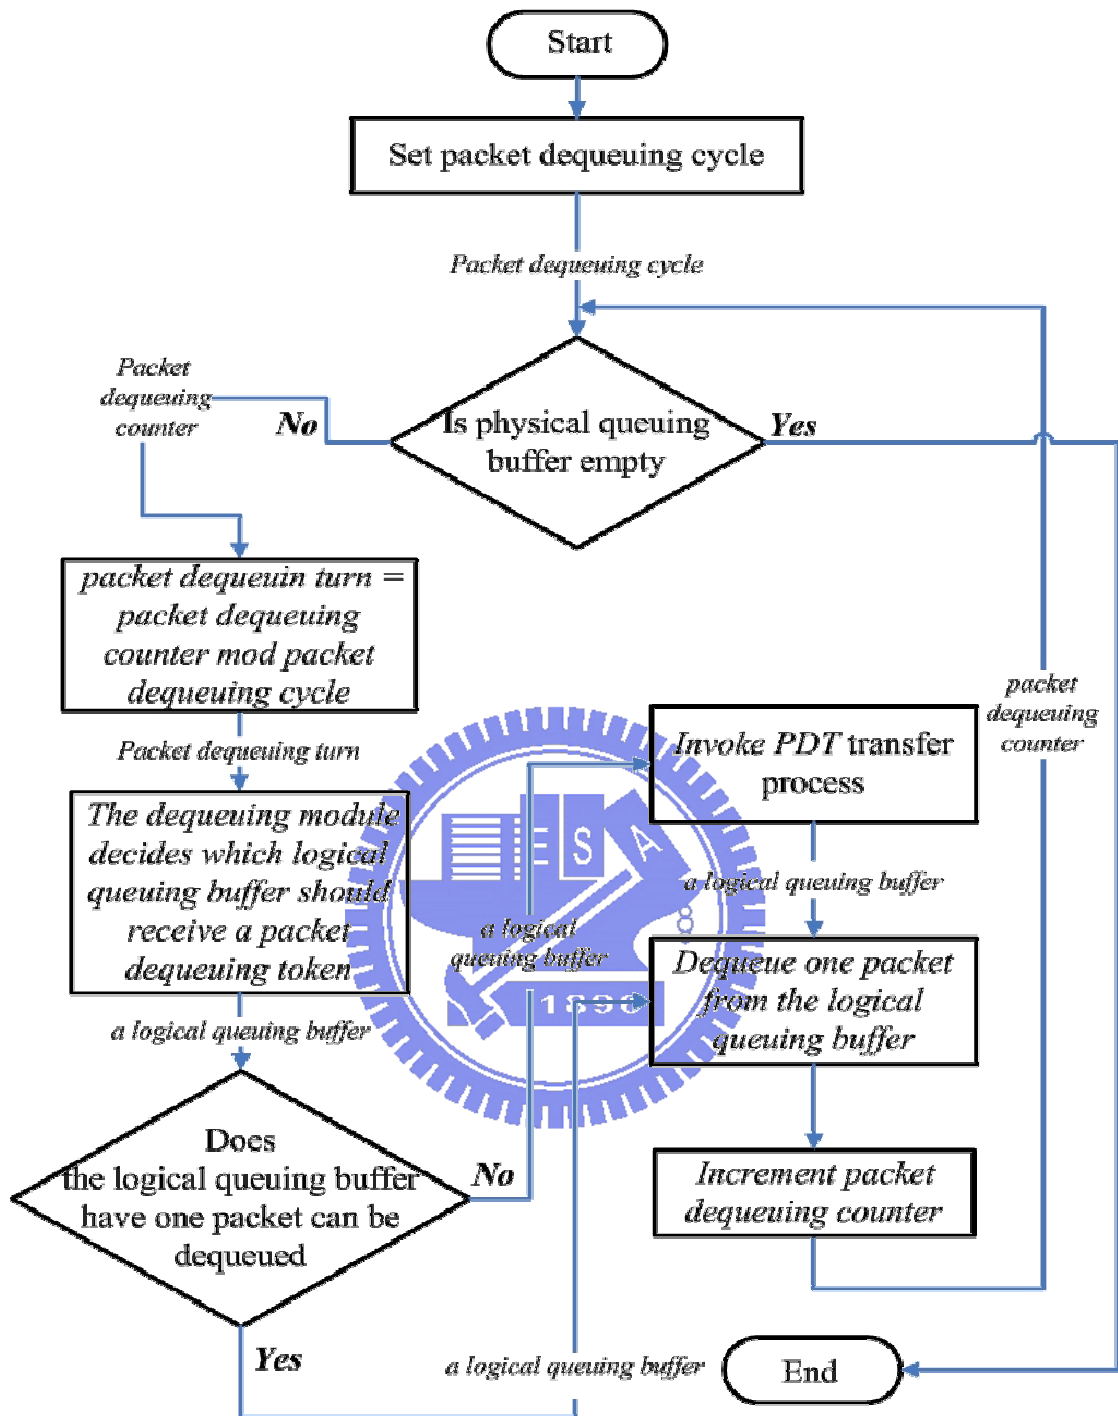 Start
Set packet dequeuing cycle
Packet dequeuing cycle
Is physical queuing
buffer empty
No
Yes
Packet
dequeuing
counter
packet dequeuin turn =
packet dequeuing
counter mod packet
dequeuing cycle
Packet dequeuing turn
The dequeuing module
decides which logical
queuing buffer should
receive a packet
dequeuing token
a logical queuing buffer
Does
the logical queuing buffer
have one packet can be
dequeued
No
Yes
a logical
queuing buffer
a logical queuing buffer
Invoke PDT transfer
process
a logical queuing buffer
Dequeue one packet
from the logical
queuing buffer
Increment packet
dequeuing counter
packet
dequeuing
counter
End
E S A
8
1896